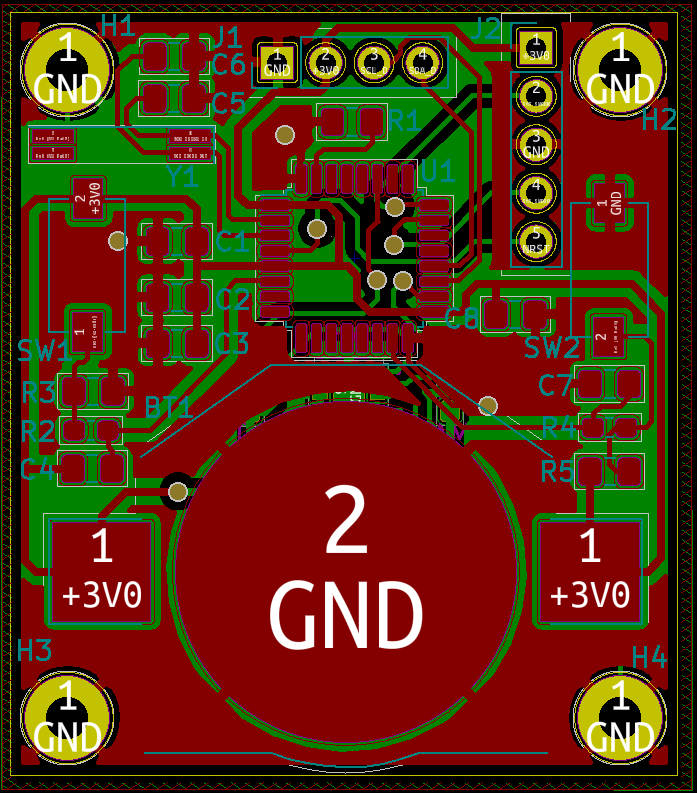 H1
J1
J2
1
GND
C6
C5
1
GND
2
+3V0
3
4
1
+3V0
2
3
GND
4
5
NRST
1
GND
H2
R1
U1
Y1
2
+3V0
1
GND
C1
C2
C3
C8
1
SW1
2
SW2
R3
BT1
R2
C4
C7
R4
R5
1
+3V0
2
GND
1
+3V0
H3
H4
1
GND
1
GND